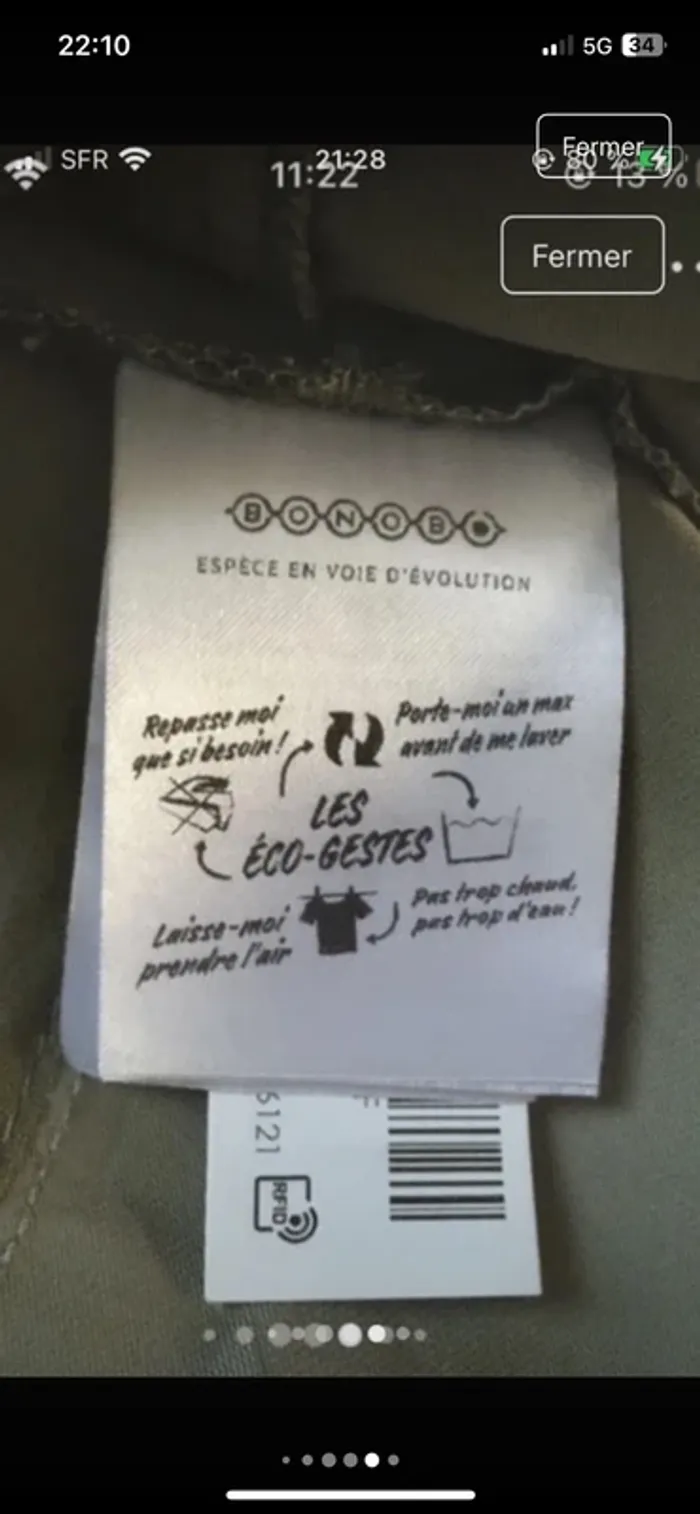 22:10
5G
34
Fermer
SFR
21:28
11:22
80 %
13 %
Fermer
BONOBO
ESPÈCE EN VOIE D'ÉVOLUTION
Repasse moi
que si besoin !
Porte-moi un max
avant de me laver
LES
ÉCO-GESTES
Pas trop chaud,
pas trop d'eau !
Laisse-moi
prendre l'air
6121
RFID